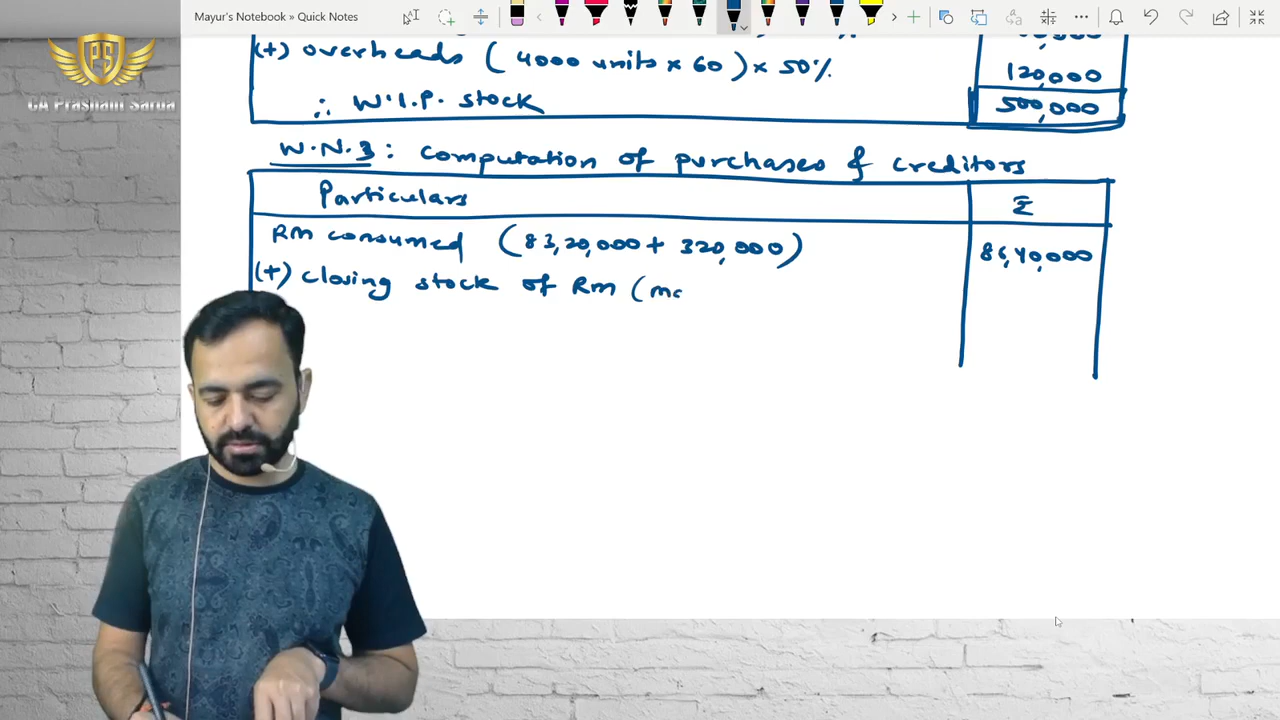 Mayur's Notebook » Quick Notes
PS
CA Prashant Sarda
(+) overheads (4000 units × 60) × 50% 120,000
∴ W.I.P. stock 500,000
W.N.3: computation of purchases & creditors
Particulars ₹
RM consumed (83,20,000 + 320,000) 86,40,000
(+) closing stock of RM (